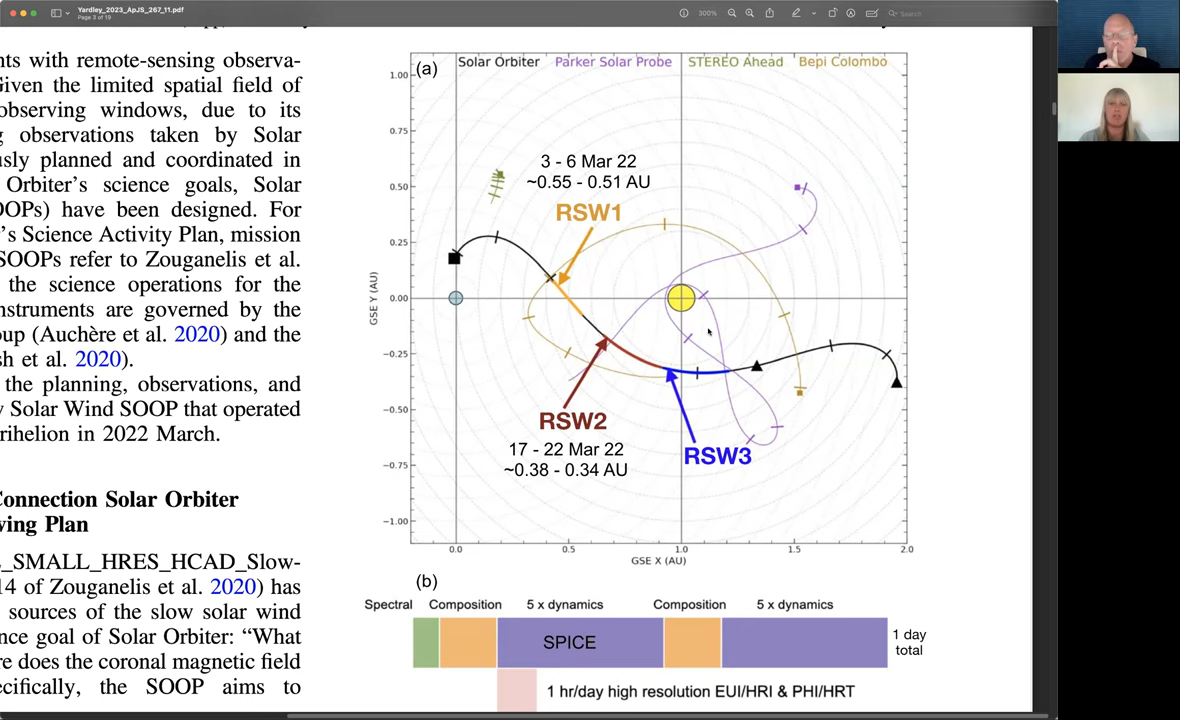 Yardley_2023_ApJS_267_11.pdf
Page 3 of 19
300%
Search
nts with remote-sensing observa-
Given the limited spatial field of
observing windows, due to its
g observations taken by Solar
usly planned and coordinated in
Orbiter's science goals, Solar
OOPs) have been designed. For
's Science Activity Plan, mission
SOOPs refer to Zouganelis et al.
the science operations for the
nstruments are governed by the
oup (Auchère et al. 2020) and the
sh et al. 2020).
the planning, observations, and
y Solar Wind SOOP that operated
rihelion in 2022 March.
Connection Solar Orbiter
ving Plan
_SMALL_HRES_HCAD_Slow-
14 of Zouganelis et al. 2020) has
sources of the slow solar wind
nce goal of Solar Orbiter: “What
re does the coronal magnetic field
ecifically, the SOOP aims to
(a)
Solar Orbiter Parker Solar Probe STEREO Ahead Bepi Colombo
1.00
0.75
0.50
0.25
0.00
−0.25
−0.50
−0.75
−1.00
GSE Y (AU)
3 - 6 Mar 22
~0.55 - 0.51 AU
RSW1
RSW2
17 - 22 Mar 22
~0.38 - 0.34 AU
RSW3
0.0 0.5 1.0 1.5 2.0
GSE X (AU)
(b)
Spectral Composition 5 x dynamics Composition 5 x dynamics
SPICE
1 day
total
1 hr/day high resolution EUI/HRI & PHI/HRT